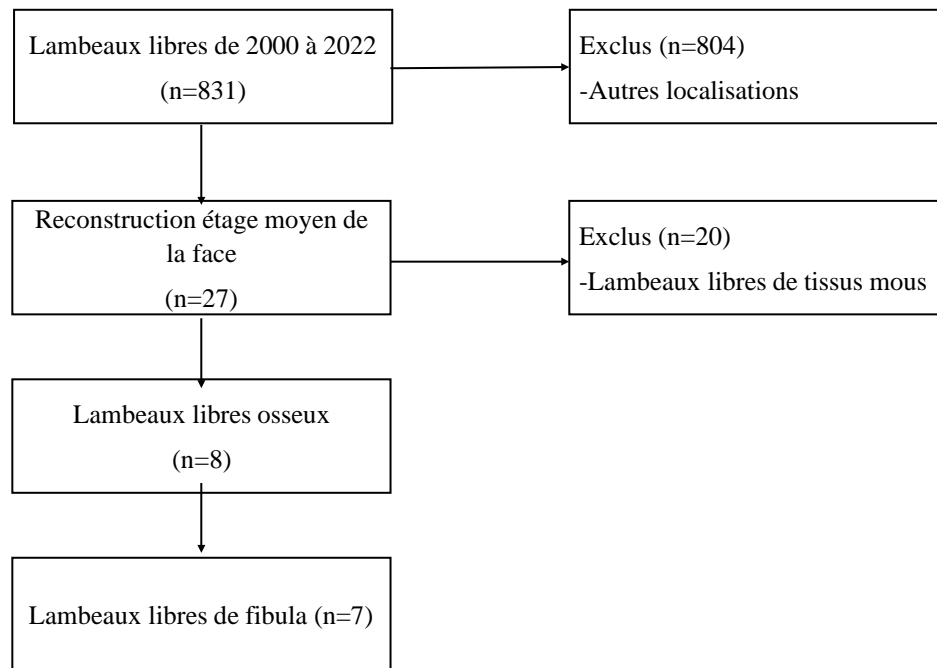 Lambeaux libres de 2000 à 2022
(n=831)
Exclus (n=804)
-Autres localisations
Reconstruction étage moyen de
la face
(n=27)
Exclus (n=20)
-Lambeaux libres de tissus mous
Lambeaux libres osseux
(n=8)
Lambeaux libres de fibula (n=7)